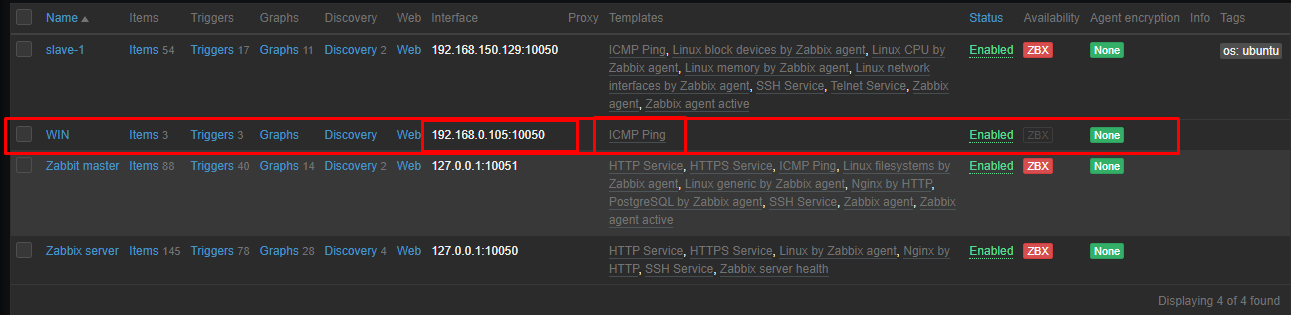 Name Items Triggers Graphs Discovery Web Interface Proxy Templates Status Availability Agent encryption Info Tags
slave-1 Items 54 Triggers 17 Graphs 11 Discovery 2 Web 192.168.150.129:10050 ICMP Ping, Linux block devices by Zabbix agent, Linux CPU by Enabled ZBX None os: ubuntu
Zabbix agent, Linux memory by Zabbix agent, Linux network
interfaces by Zabbix agent, SSH Service, Telnet Service, Zabbix
agent, Zabbix agent active
WIN Items 3 Triggers 3 Graphs Discovery Web 192.168.0.105:10050 ICMP Ping Enabled ZBX None
Zabbit master Items 88 Triggers 40 Graphs 14 Discovery 2 Web 127.0.0.1:10051 HTTP Service, HTTPS Service, ICMP Ping, Linux filesystems by Enabled ZBX None
Zabbix agent, Linux generic by Zabbix agent, Nginx by HTTP,
PostgreSQL by Zabbix agent, SSH Service, Zabbix agent, Zabbix
agent active
Zabbix server Items 145 Triggers 78 Graphs 28 Discovery 4 Web 127.0.0.1:10050 HTTP Service, HTTPS Service, Linux by Zabbix agent, Nginx by Enabled ZBX None
HTTP, SSH Service, Zabbix server health
Displaying 4 of 4 found